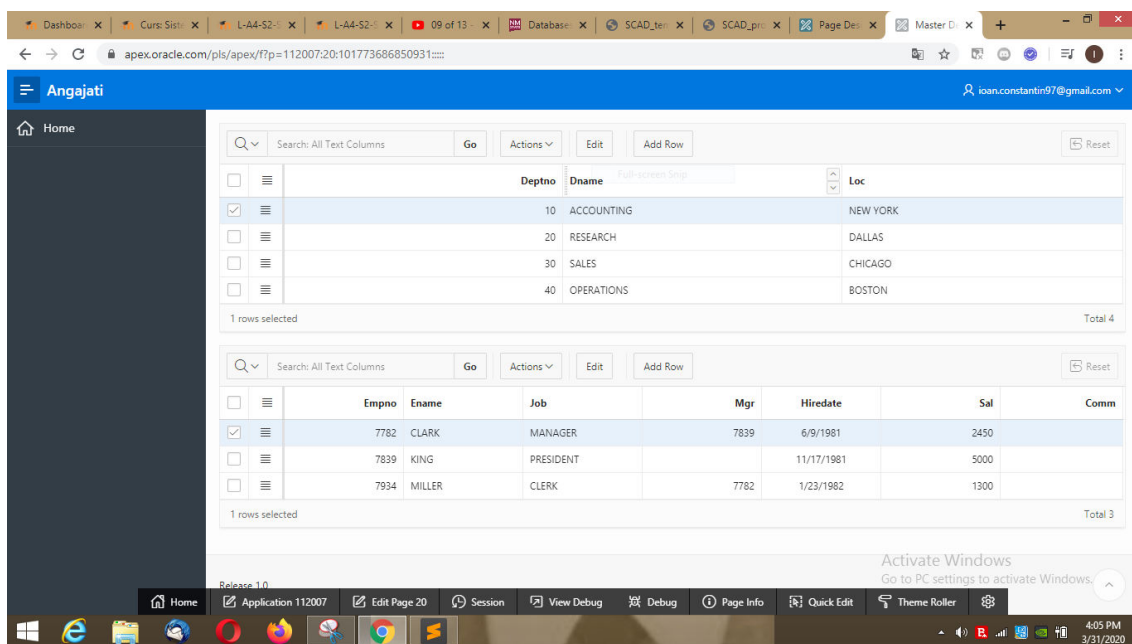 Dashboar Curs: Siste L-A4-S2-S L-A4-S2-S 09 of 13 - Database SCAD_ten SCAD_pro Page Des Master De
apex.oracle.com/pls/apex/f?p=112007:20:101773686850931:::::
Angajati ioan.constantin97@gmail.com
Home
Search: All Text Columns Go Actions Edit Add Row Reset
Full-screen Snip
Deptno Dname Loc
10 ACCOUNTING NEW YORK
20 RESEARCH DALLAS
30 SALES CHICAGO
40 OPERATIONS BOSTON
1 rows selected Total 4
Search: All Text Columns Go Actions Edit Add Row Reset
Empno Ename Job Mgr Hiredate Sal Comm
7782 CLARK MANAGER 7839 6/9/1981 2450
7839 KING PRESIDENT 11/17/1981 5000
7934 MILLER CLERK 7782 1/23/1982 1300
1 rows selected Total 3
Activate Windows
Go to PC settings to activate Windows.
Release 1.0
Home Application 112007 Edit Page 20 Session View Debug Debug Page Info Quick Edit Theme Roller
4:05 PM
3/31/2020